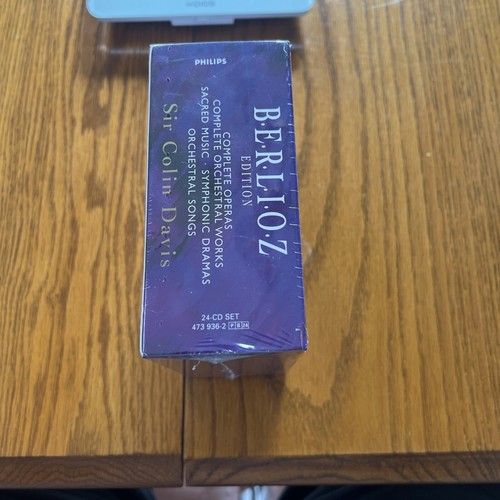 PHILIPS
B·E·R·L·I·O·Z
EDITION
COMPLETE OPERAS
COMPLETE ORCHESTRAL WORKS
SACRED MUSIC · SYMPHONIC DRAMAS
ORCHESTRAL SONGS
Sir Colin Davis
24-CD SET
473 936-2 PB24